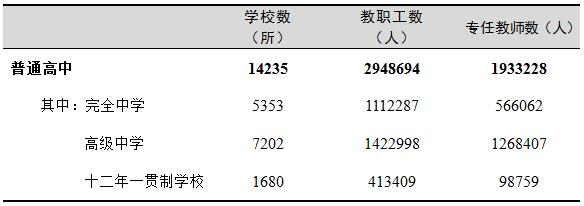 学校数 教职工数 专任教师数（人）
（所） （人）
普通高中 14235 2948694 1933228
其中：完全中学 5353 1112287 566062
高级中学 7202 1422998 1268407
十二年一贯制学校 1680 413409 98759